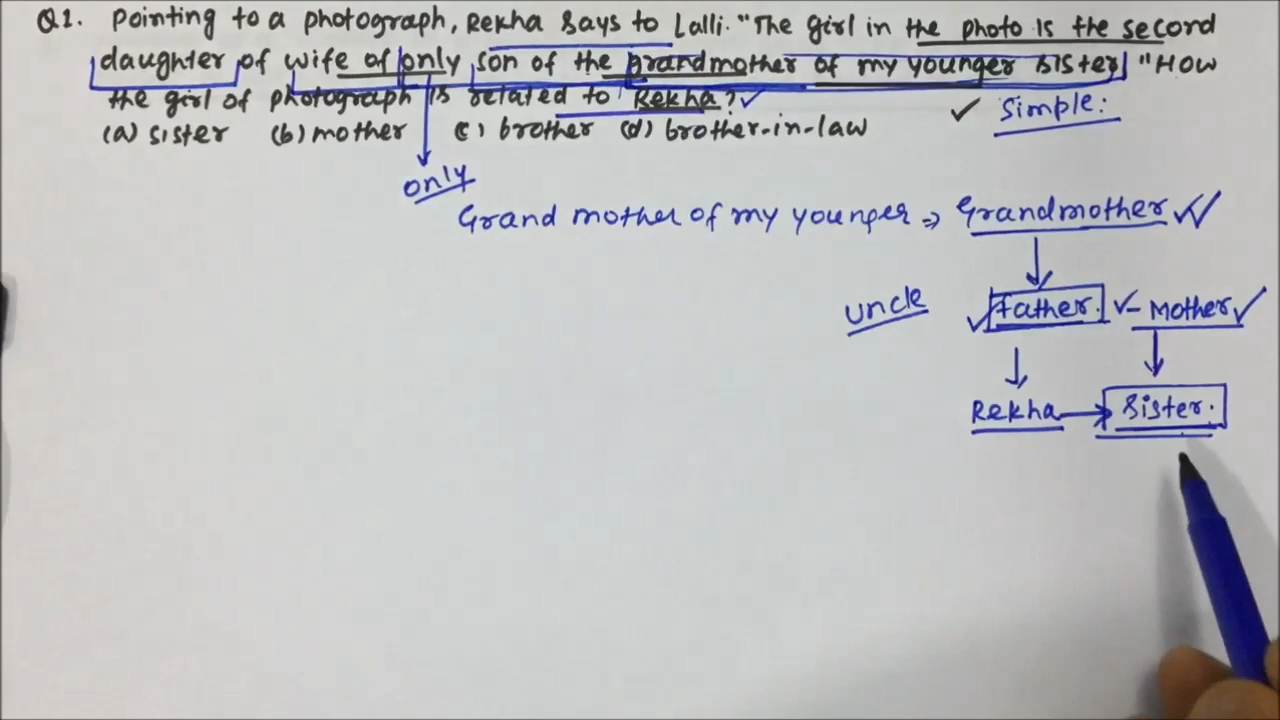 Q1. Pointing to a photograph, Rekha says to Lalli. "The girl in the photo is the second
daughter of wife of only son of the grandmother of my younger sister "How
the girl of photograph is related to Rekha?
(a) sister (b) mother (c) brother (d) brother-in-law
Simple:
only
Grand mother of my younger ⇒ Grandmother
uncle Father. - Mother
Rekha → Sister.